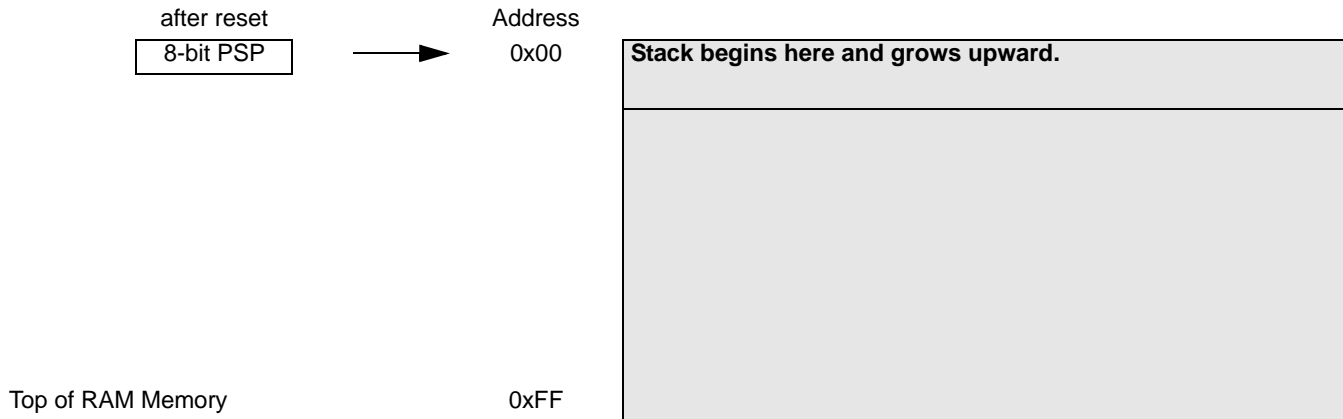 after reset Address
8-bit PSP 0x00 Stack begins here and grows upward.
Top of RAM Memory 0xFF